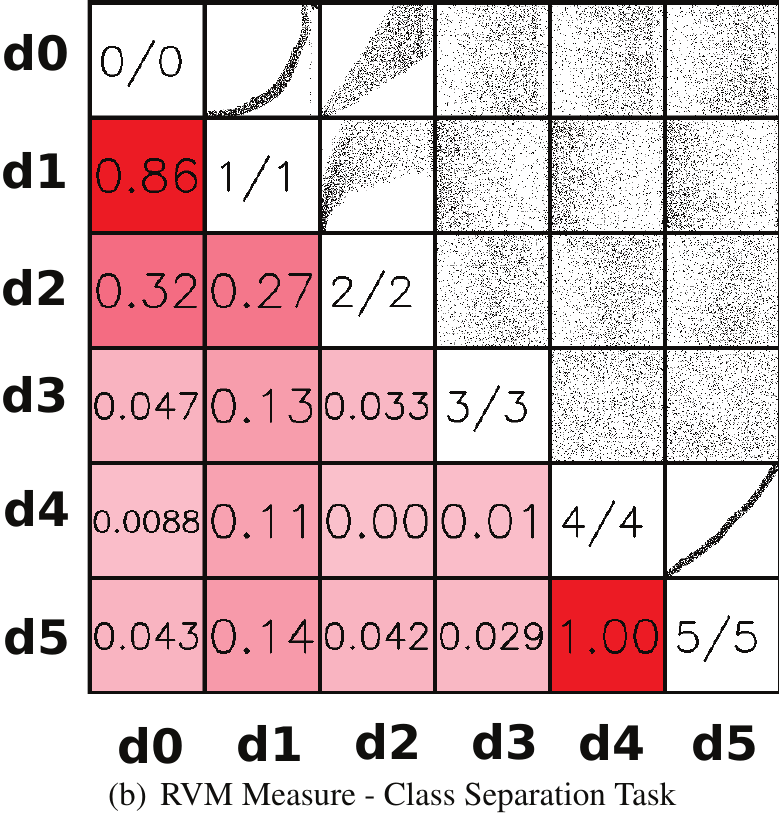 d0 0/0
d1 0.86 1/1
d2 0.32 0.27 2/2
d3 0.047 0.13 0.033 3/3
d4 0.0088 0.11 0.00 0.01 4/4
d5 0.043 0.14 0.042 0.029 1.00 5/5
d0 d1 d2 d3 d4 d5
(b) RVM Measure - Class Separation Task